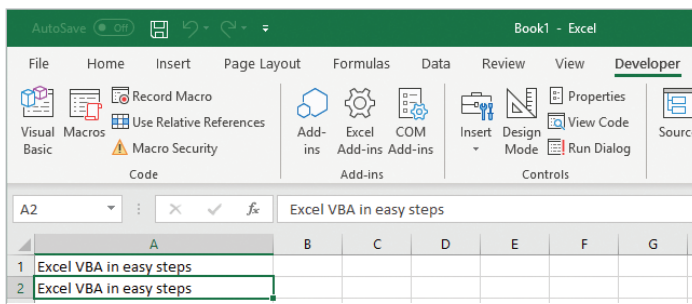 AutoSave Off Book1 - Excel
File Home Insert Page Layout Formulas Data Review View Developer
Visual Basic
Macros
Record Macro
Use Relative References
Macro Security
Code
Add-ins
Excel Add-ins
COM Add-ins
Add-ins
Insert
Design Mode
Properties
View Code
Run Dialog
Controls
Sourc
A2 fx Excel VBA in easy steps
A B C D E F G
1 Excel VBA in easy steps
2 Excel VBA in easy steps